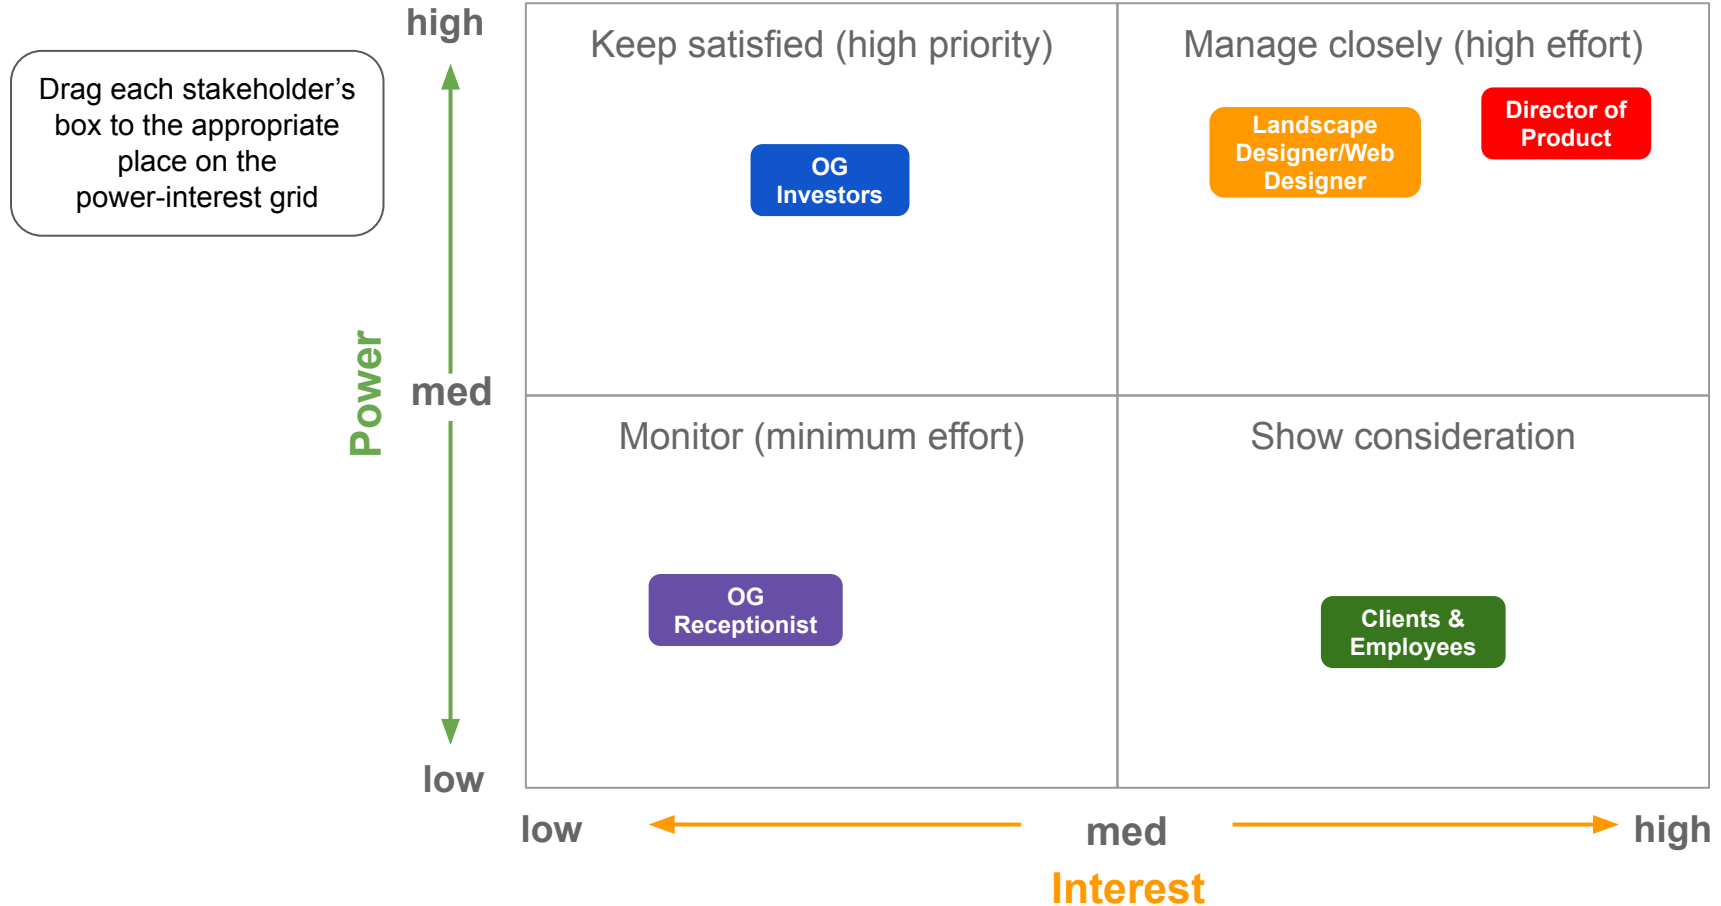 Drag each stakeholder’s
box to the appropriate
place on the
power-interest grid
high
med
low
Power
Keep satisfied (high priority)
OG
Investors
Manage closely (high effort)
Landscape
Designer/Web
Designer
Director of
Product
Monitor (minimum effort)
OG
Receptionist
Show consideration
Clients &
Employees
low
med
high
Interest